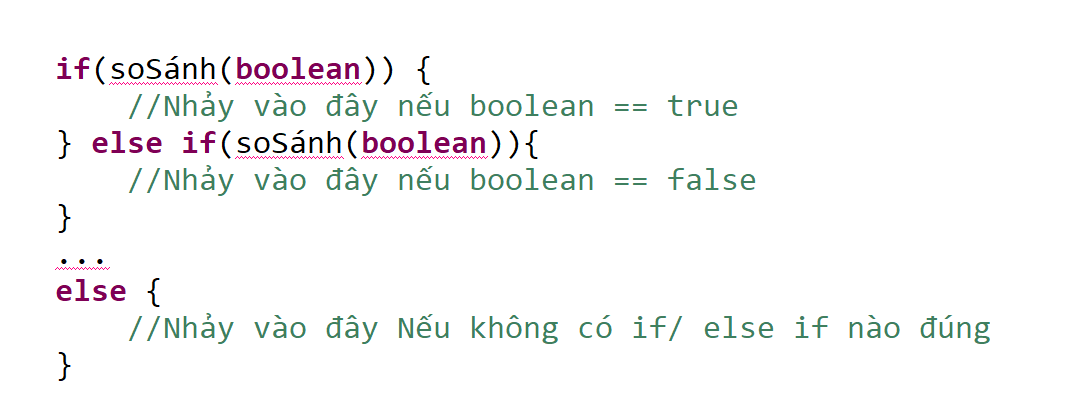 if(soSánh(boolean)) {
//Nhảy vào đây nếu boolean == true
} else if(soSánh(boolean)){
//Nhảy vào đây nếu boolean == false
}
...
else {
//Nhảy vào đây Nếu không có if/ else if nào đúng
}